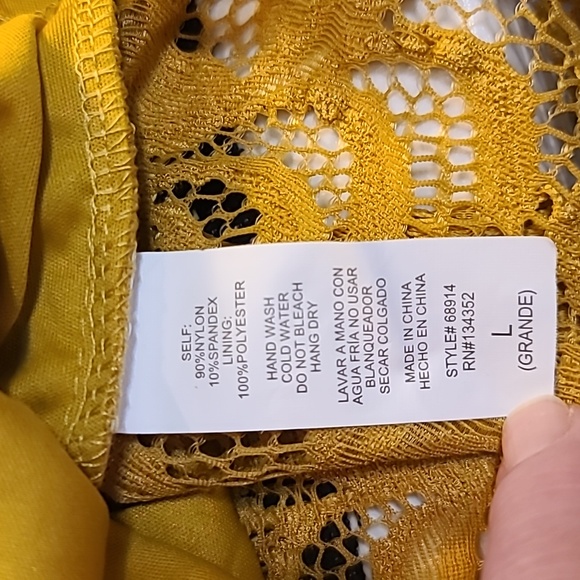 SELF:
90%NYLON
10%SPANDEX
LINING:
100%POLYESTER
HAND WASH
COLD WATER
DO NOT BLEACH
HANG DRY
LAVAR A MANO CON
AGUA FRÍA NO USAR
BLANQUEADOR
SECAR COLGADO
MADE IN CHINA
HECHO EN CHINA
STYLE# 68914
RN#134352
L
(GRANDE)